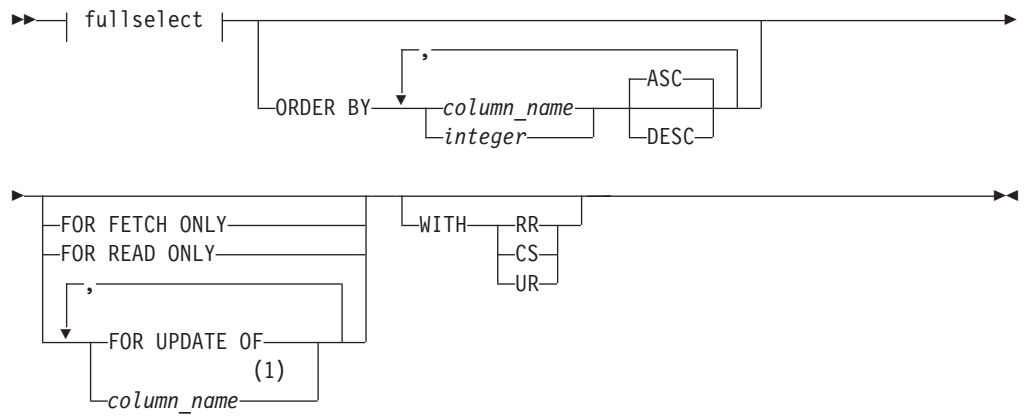 fullselect
,
ORDER BY column_name ASC
integer DESC
FOR FETCH ONLY WITH RR
FOR READ ONLY CS
UR
,
FOR UPDATE OF
(1)
column_name